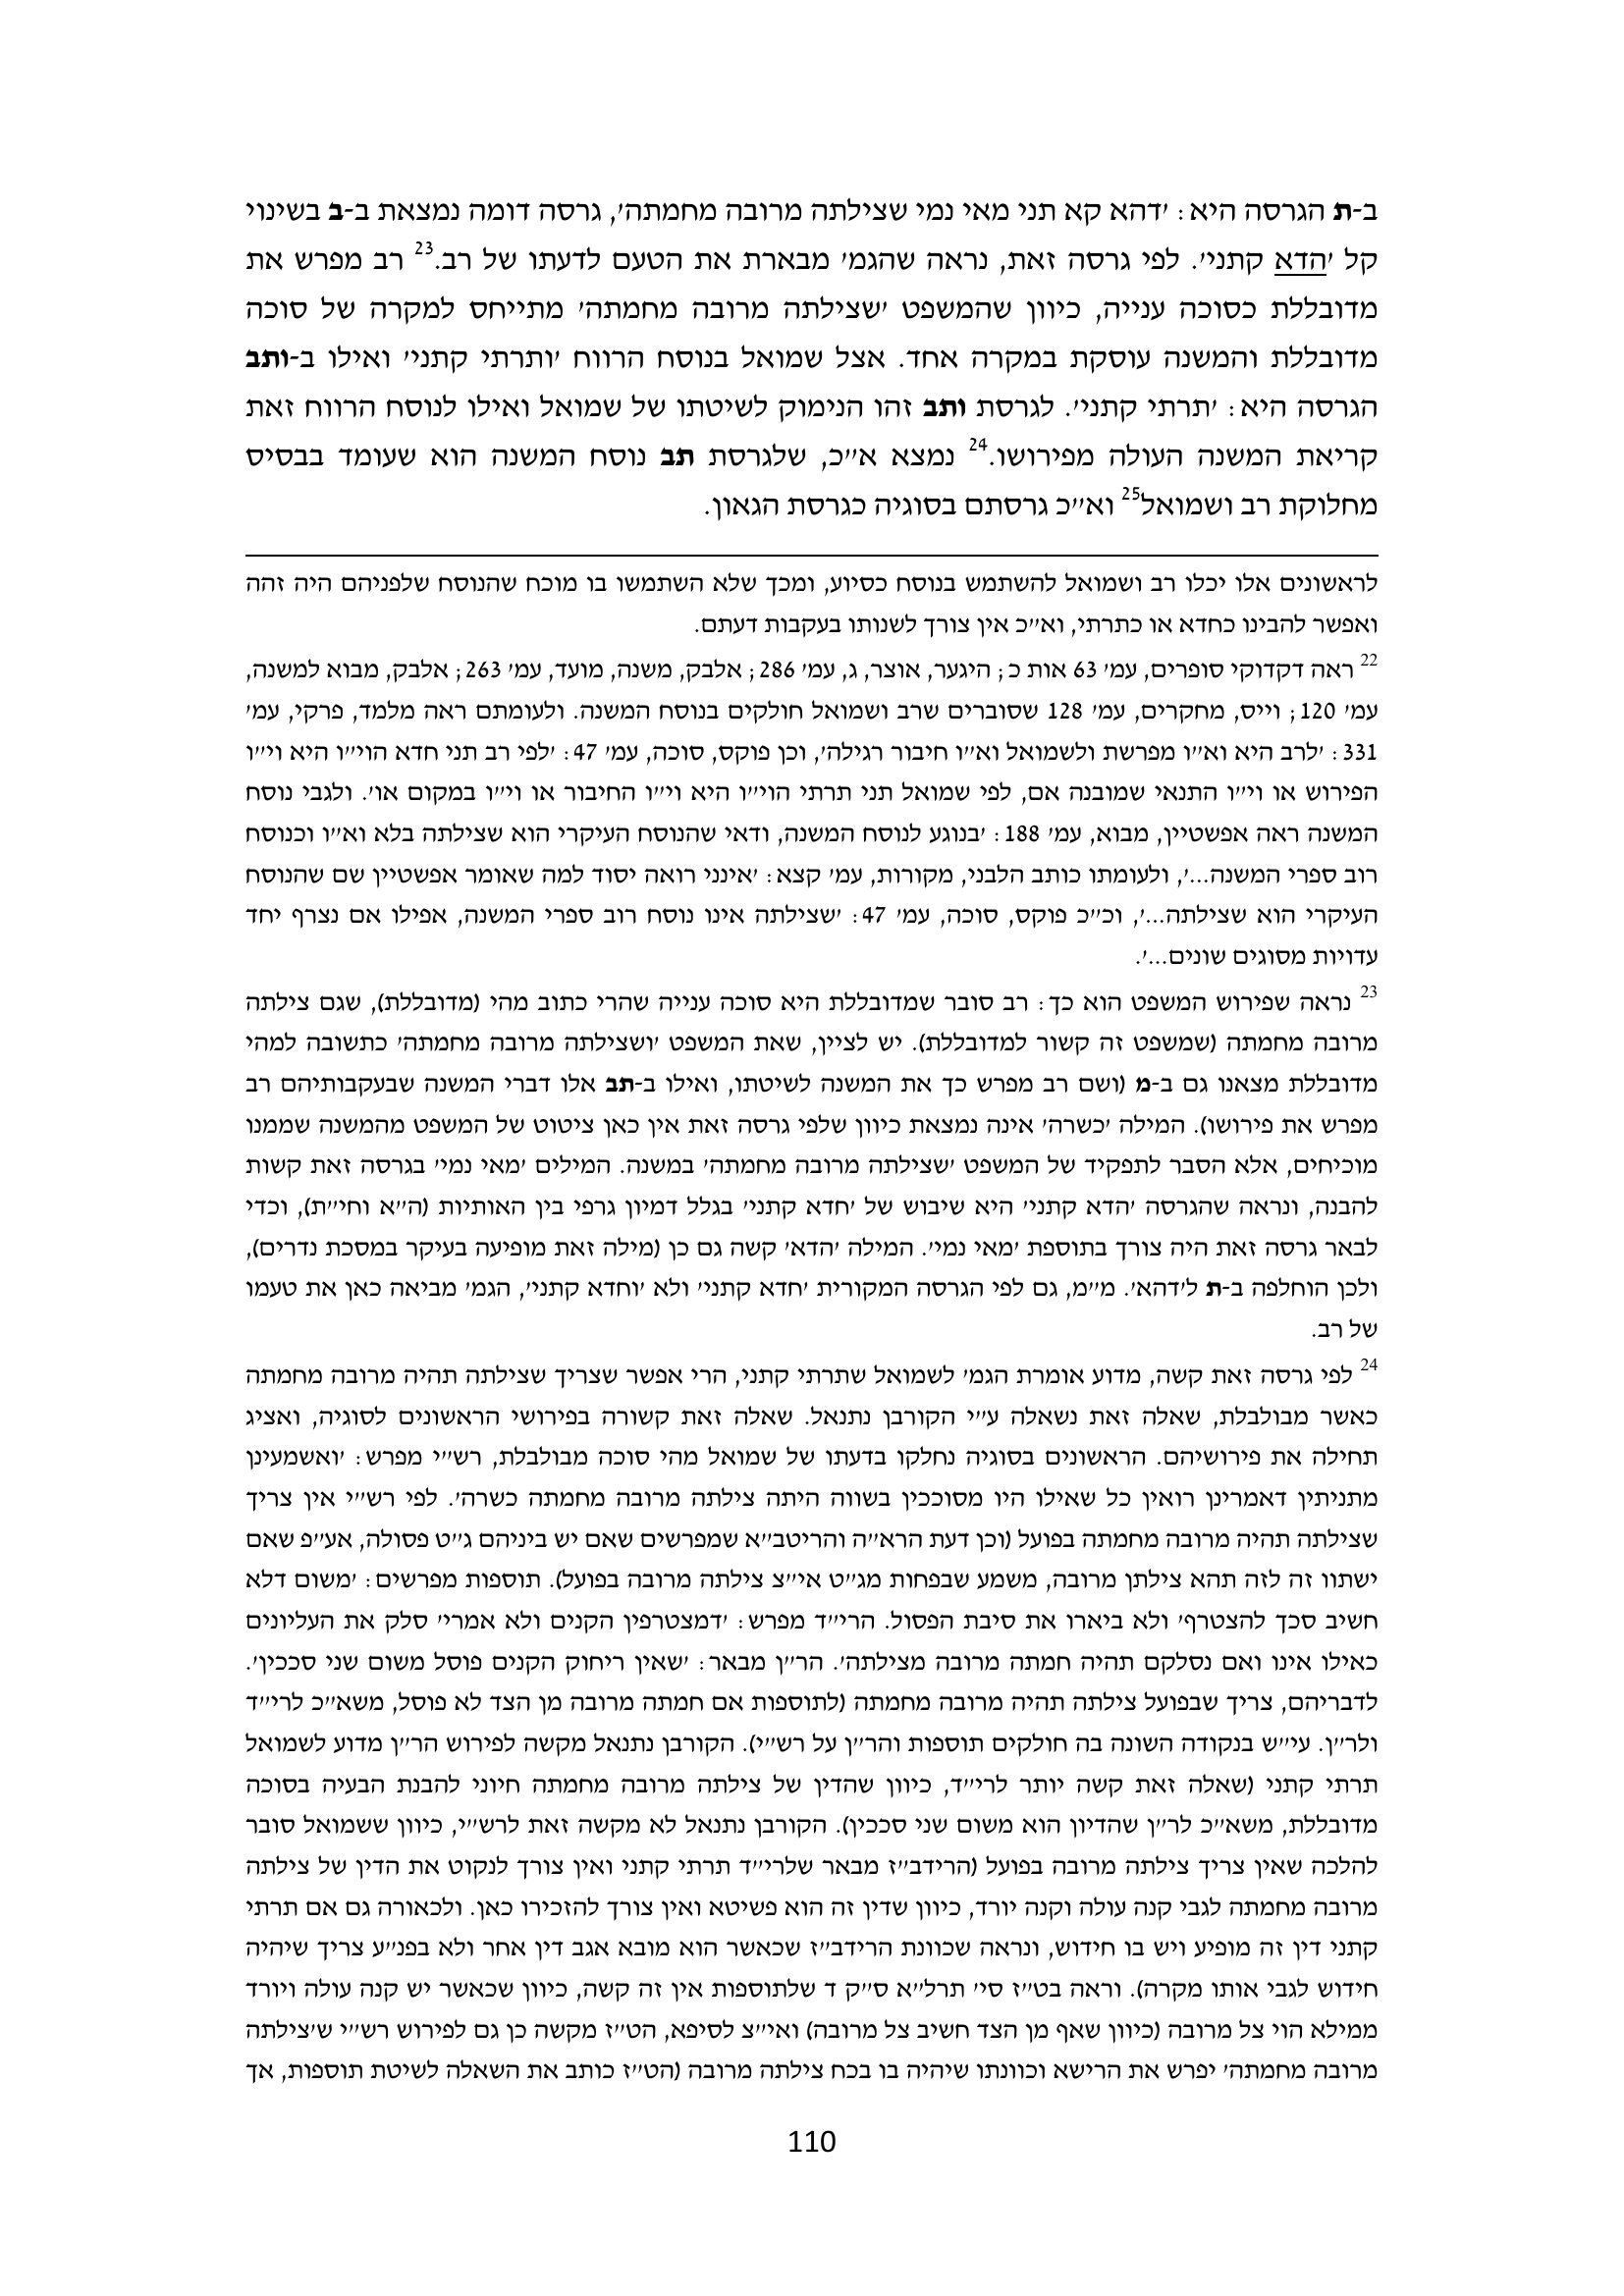 ב-ת הגרסה היא: 'דהא קא תני מאי נמי שצילתה מרובה מחמתה', גרסה דומה נמצאת ב-ב בשינוי
קל 'הדא קתני'. לפי גרסה זאת, נראה שהגמ' מבארת את הטעם לדעתו של רב.23 רב מפרש את
מדובללת כסוכה ענייה, כיוון שהמשפט 'שצילתה מרובה מחמתה' מתייחס למקרה של סוכה
מדובללת והמשנה עוסקת במקרה אחד. אצל שמואל בנוסח הרווח 'ותרתי קתני' ואילו ב-ותב
הגרסה היא: 'תרתי קתני'. לגרסת ותב זהו הנימוק לשיטתו של שמואל ואילו לנוסח הרווח זאת
קריאת המשנה העולה מפירושו.24 נמצא א"כ, שלגרסת תב נוסח המשנה הוא שעומד בבסיס
מחלוקת רב ושמואל25 וא"כ גרסתם בסוגיה כגרסת הגאון.
לראשונים אלו יכלו רב ושמואל להשתמש בנוסח כסיוע, ומכך שלא השתמשו בו מוכח שהנוסח שלפניהם היה זהה
ואפשר להבינו כחדא או כתרתי, וא"כ אין צורך לשנותו בעקבות דעתם.
22 ראה דקדוקי סופרים, עמ' 63 אות כ; היגער, אוצר, ג, עמ' 286; אלבק, משנה, מועד, עמ' 263; אלבק, מבוא למשנה,
עמ' 120; וייס, מחקרים, עמ' 128 שסוברים שרב ושמואל חולקים בנוסח המשנה. ולעומתם ראה מלמד, פרקי, עמ'
331: 'לרב היא וא"ו מפרשת ולשמואל וא"ו חיבור רגילה', וכן פוקס, סוכה, עמ' 47: 'לפי רב תני חדא הוי"ו היא וי"ו
הפירוש או וי"ו התנאי שמובנה אם, לפי שמואל תני תרתי הוי"ו היא וי"ו החיבור או וי"ו במקום או'. ולגבי נוסח
המשנה ראה אפשטיין, מבוא, עמ' 188: 'בנוגע לנוסח המשנה, ודאי שהנוסח העיקרי הוא שצילתה בלא וא"ו וכנוסח
רוב ספרי המשנה...', ולעומתו כותב הלבני, מקורות, עמ' קצא: 'אינני רואה יסוד למה שאומר אפשטיין שם שהנוסח
העיקרי הוא שצילתה...', וכ"כ פוקס, סוכה, עמ' 47: 'שצילתה אינו נוסח רוב ספרי המשנה, אפילו אם נצרף יחד
עדויות מסוגים שונים...'.
23 נראה שפירוש המשפט הוא כך: רב סובר שמדובללת היא סוכה ענייה שהרי כתוב מהי (מדובללת), שגם צילתה
מרובה מחמתה (שמשפט זה קשור למדובללת). יש לציין, שאת המשפט 'ושצילתה מרובה מחמתה' כתשובה למהי
מדובללת מצאנו גם ב-מ (ושם רב מפרש כך את המשנה לשיטתו, ואילו ב-תב אלו דברי המשנה שבעקבותיהם רב
מפרש את פירושו). המילה 'כשרה' אינה נמצאת כיוון שלפי גרסה זאת אין כאן ציטוט של המשפט מהמשנה שממנו
מוכיחים, אלא הסבר לתפקיד של המשפט 'שצילתה מרובה מחמתה' במשנה. המילים 'מאי נמי' בגרסה זאת קשות
להבנה, ונראה שהגרסה 'הדא קתני' היא שיבוש של 'חדא קתני' בגלל דמיון גרפי בין האותיות (ה"א וחי"ת), וכדי
לבאר גרסה זאת היה צורך בתוספת 'מאי נמי'. המילה 'הדא' קשה גם כן (מילה זאת מופיעה בעיקר במסכת נדרים),
ולכן הוחלפה ב-ת ל'דהא'. מ"מ, גם לפי הגרסה המקורית 'חדא קתני' ולא 'וחדא קתני', הגמ' מביאה כאן את טעמו
של רב.
24 לפי גרסה זאת קשה, מדוע אומרת הגמ' לשמואל שתרתי קתני, הרי אפשר שצריך שצילתה תהיה מרובה מחמתה
כאשר מבולבלת, שאלה זאת נשאלה ע"י הקורבן נתנאל. שאלה זאת קשורה בפירושי הראשונים לסוגיה, ואציג
תחילה את פירושיהם. הראשונים בסוגיה נחלקו בדעתו של שמואל מהי סוכה מבולבלת, רש"י מפרש: 'ואשמעינן
מתניתין דאמרינן רואין כל שאילו היו מסוככין בשווה היתה צילתה מרובה מחמתה כשרה'. לפי רש"י אין צריך
שצילתה תהיה מרובה מחמתה בפועל (וכן דעת הרא"ה והריטב"א שמפרשים שאם יש ביניהם ג"ט פסולה, אע"פ שאם
ישתוו זה לזה תהא צילתן מרובה, משמע שבפחות מג"ט אי"צ צילתה מרובה בפועל). תוספות מפרשים: 'משום דלא
חשיב סכך להצטרף' ולא ביארו את סיבת הפסול. הרי"ד מפרש: 'דמצטרפין הקנים ולא אמרי' סלק את העליונים
כאילו אינו ואם נסלקם תהיה חמתה מרובה מצילתה'. הר"ן מבאר: 'שאין ריחוק הקנים פוסל משום שני סככין'.
לדבריהם, צריך שבפועל צילתה תהיה מרובה מחמתה (לתוספות אם חמתה מרובה מן הצד לא פוסל, משא"כ לרי"ד
ולר"ן. עי"ש בנקודה השונה בה חולקים תוספות והר"ן על רש"י). הקורבן נתנאל מקשה לפירוש הר"ן מדוע לשמואל
תרתי קתני (שאלה זאת קשה יותר לרי"ד, כיוון שהדין של צילתה מרובה מחמתה חיוני להבנת הבעיה בסוכה
מדובללת, משא"כ לר"ן שהדיון הוא משום שני סככין). הקורבן נתנאל לא מקשה זאת לרש"י, כיוון ששמואל סובר
להלכה שאין צריך צילתה מרובה בפועל (הרידב"ז מבאר שלרי"ד תרתי קתני ואין צורך לנקוט את הדין של צילתה
מרובה מחמתה לגבי קנה עולה וקנה יורד, כיוון שדין זה הוא פשיטא ואין צורך להזכירו כאן. ולכאורה גם אם תרתי
קתני דין זה מופיע ויש בו חידוש, ונראה שכוונת הרידב"ז שכאשר הוא מובא אגב דין אחר ולא בפנ"ע צריך שיהיה
חידוש לגבי אותו מקרה). וראה בט"ז סי' תרל"א ס"ק ד שלתוספות אין זה קשה, כיוון שכאשר יש קנה עולה ויורד
ממילא הוי צל מרובה (כיוון שאף מן הצד חשיב צל מרובה) ואי"צ לסיפא, הט"ז מקשה כן גם לפירוש רש"י ש'צילתה
מרובה מחמתה' יפרש את הרישא וכוונתו שיהיה בו בכח צילתה מרובה (הט"ז כותב את השאלה לשיטת תוספות, אך
110